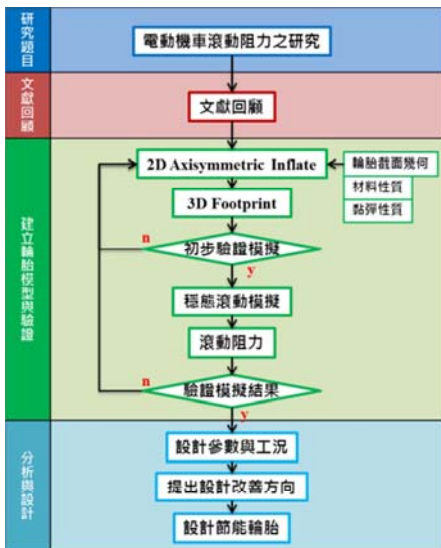 研究題目
電動機車滾動阻力之研究
文獻回顧
文獻回顧
建立輪胎模型與驗證
2D Axisymmetric Inflate
輪胎截面幾何
材料性質
黏彈性質
3D Footprint
n
初步驗證模擬
y
穩態滾動模擬
滾動阻力
n
驗證模擬結果
y
分析與設計
設計參數與工況
提出設計改善方向
設計節能輪胎